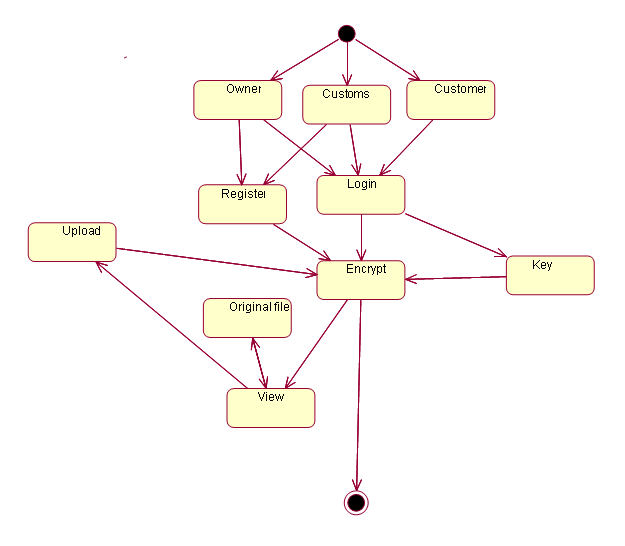 Owner
Customs
Customer
Register
Login
Upload
Encrypt
Key
Original file
View